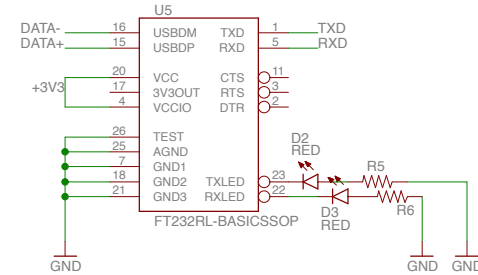 U5
DATA- 16 USBDM TXD 1 TXD
DATA+ 15 USBDP RXD 5 RXD
20 VCC CTS 11
+3V3 17 3V3OUT RTS 3
4 VCCIO DTR 2
26 TEST
25 AGND
7 GND1
18 GND2 TXLED 23
21 GND3 RXLED 22
FT232RL-BASICSSOP
D2
RED
R5
D3
RED
R6
GND GND GND